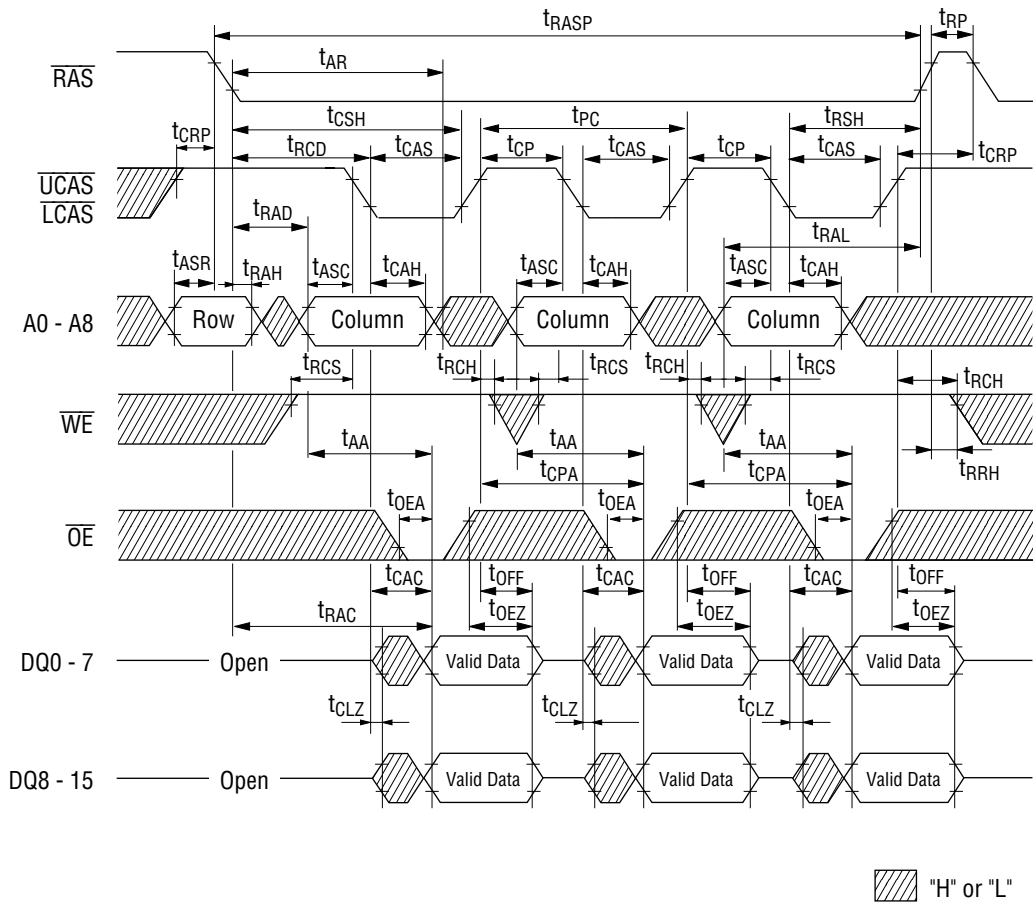 tRASP tRP
RAS tAR
tCSH tPC tRSH
tCRP tRCD tCAS tCP tCAS tCP tCAS tCRP
UCAS
LCAS
tRAD tRAL
tASR tRAH tASC tCAH tASC tCAH tASC tCAH
A0 - A8 Row Column Column Column
tRCS tRCH tRCS tRCH tRCS tRCH
WE
tAA tAA tAA tRRH
tCPA tCPA
tOEA tOEA tOEA
OE
tCAC tOFF tCAC tOFF tCAC tOFF
tRAC tOEZ tOEZ tOEZ
DQ0 - 7 Open Valid Data Valid Data Valid Data
tCLZ tCLZ tCLZ
DQ8 - 15 Open Valid Data Valid Data Valid Data
"H" or "L"